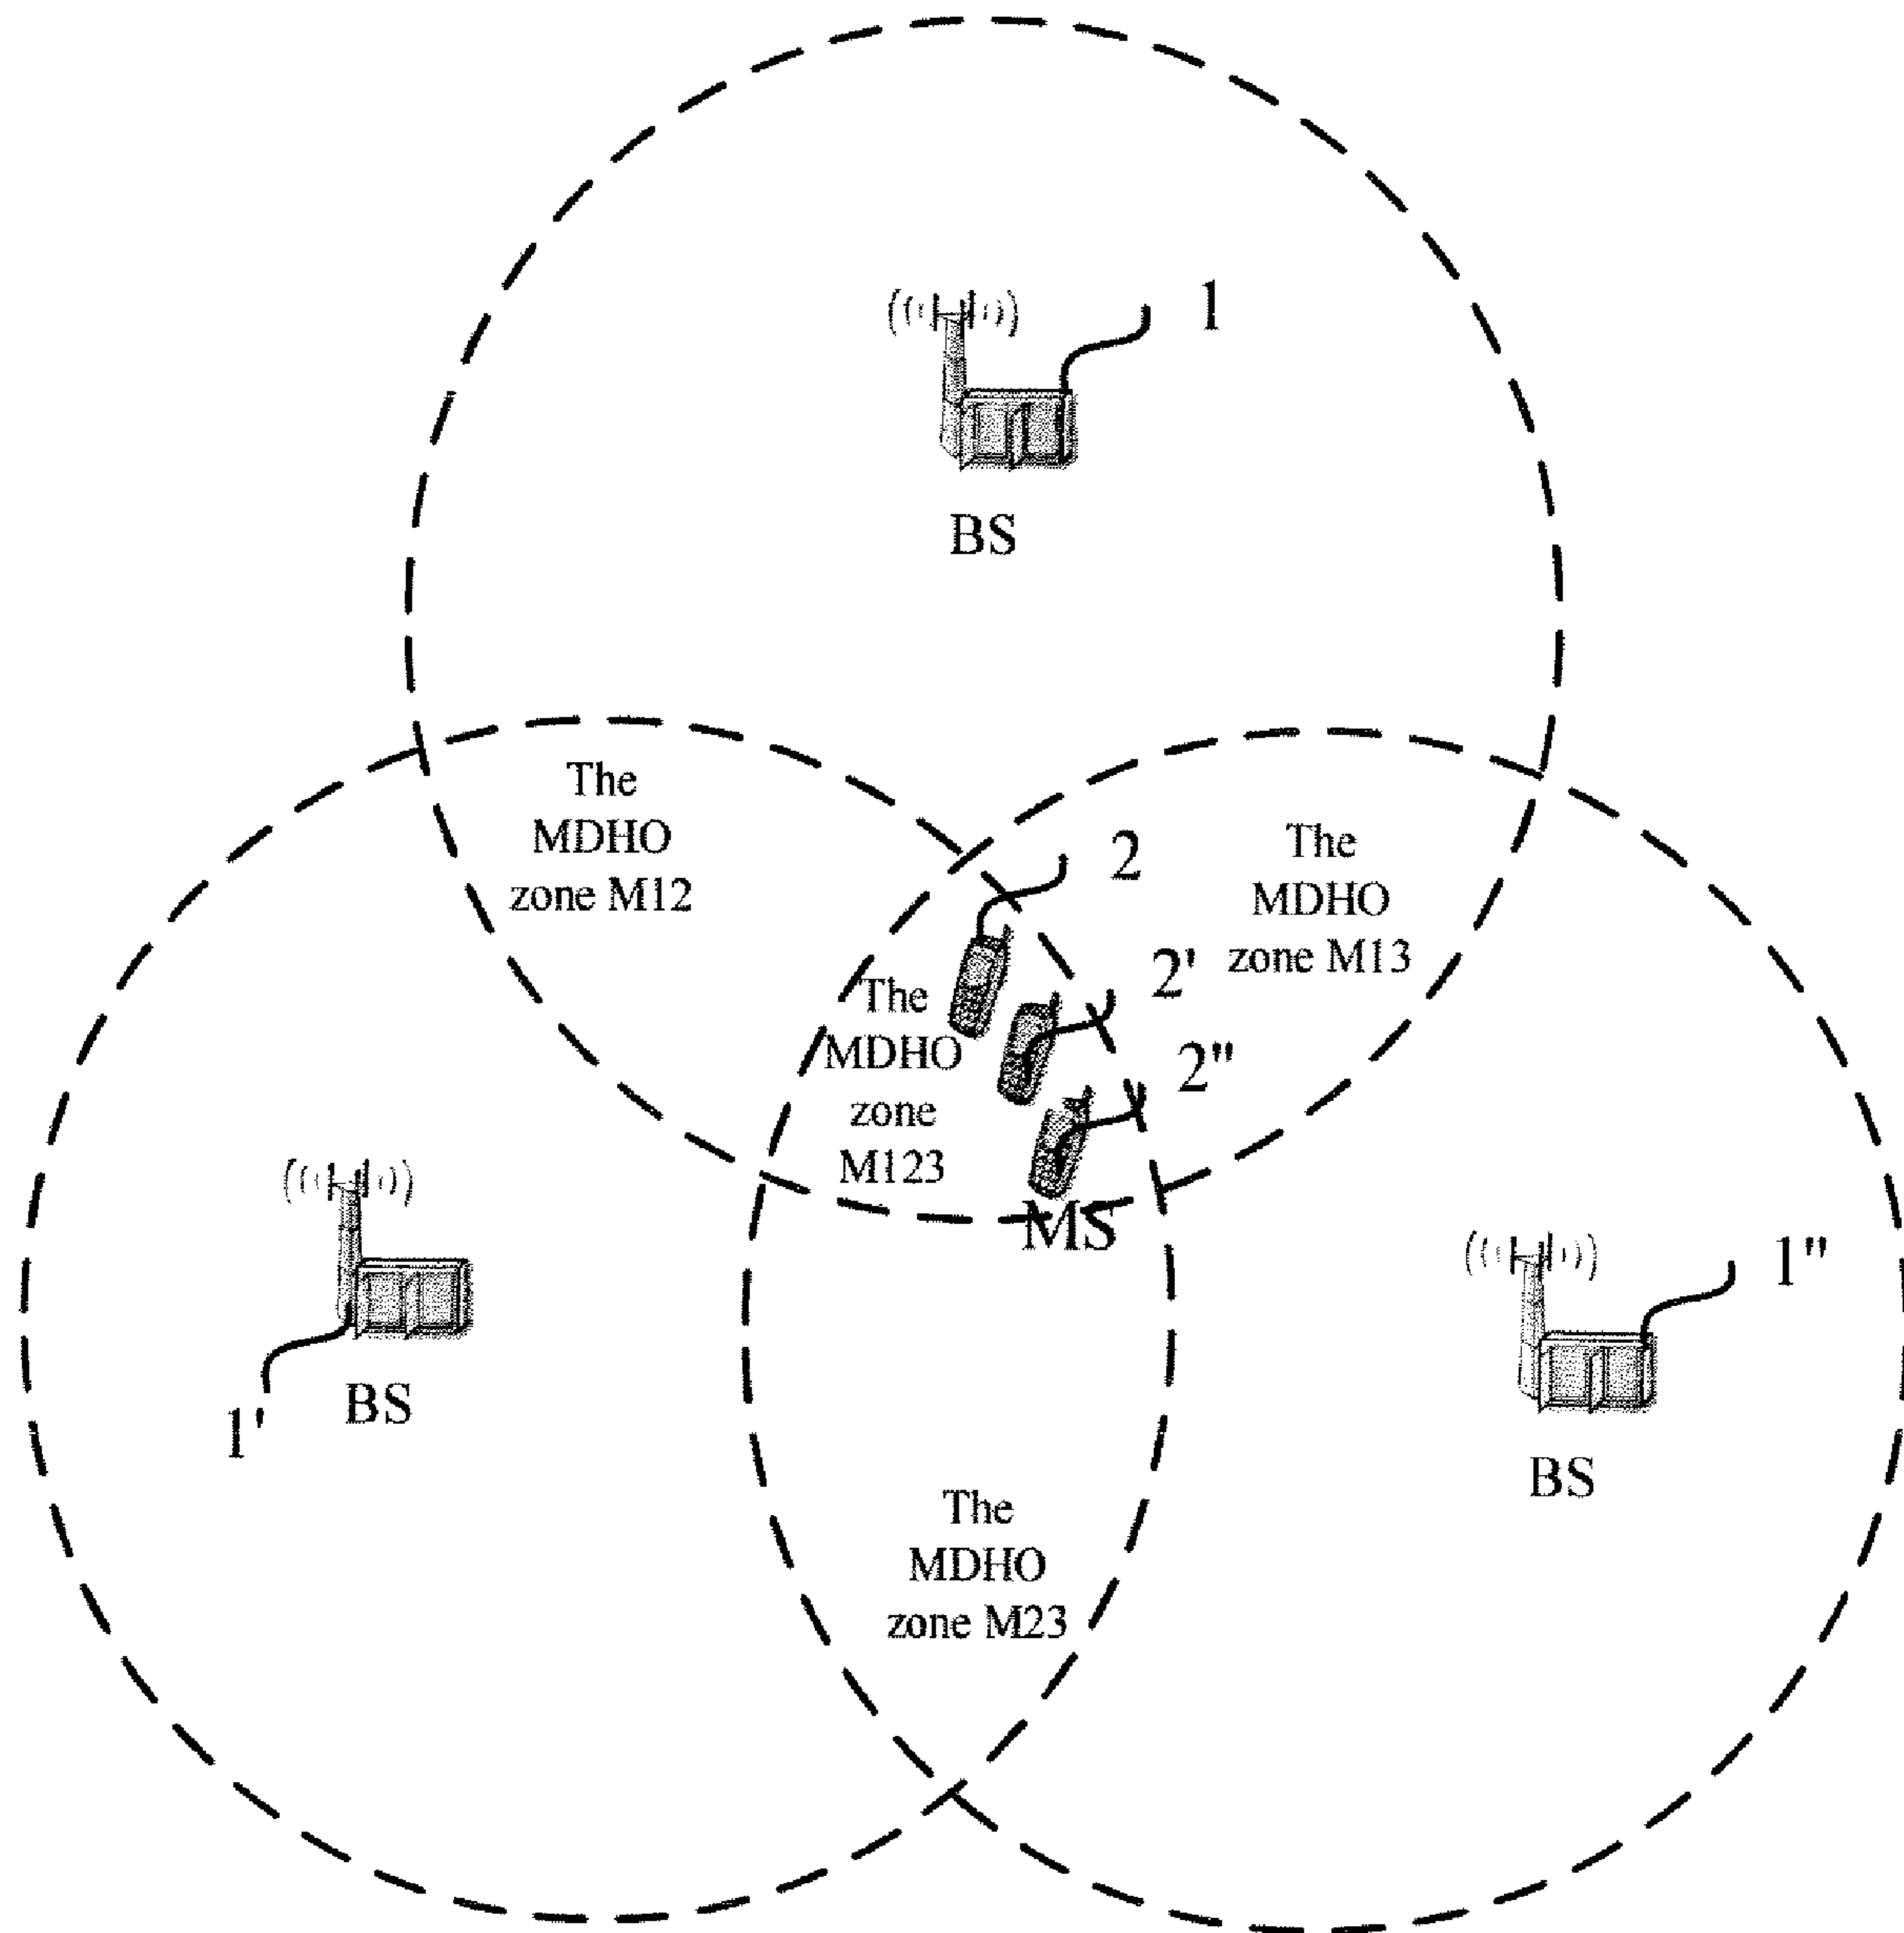 1
BS
The
MDHO
zone M12
2
The
MDHO
zone M13
2'
The
MDHO
zone
M123
2"
MS
1'
BS
1"
BS
The
MDHO
zone M23